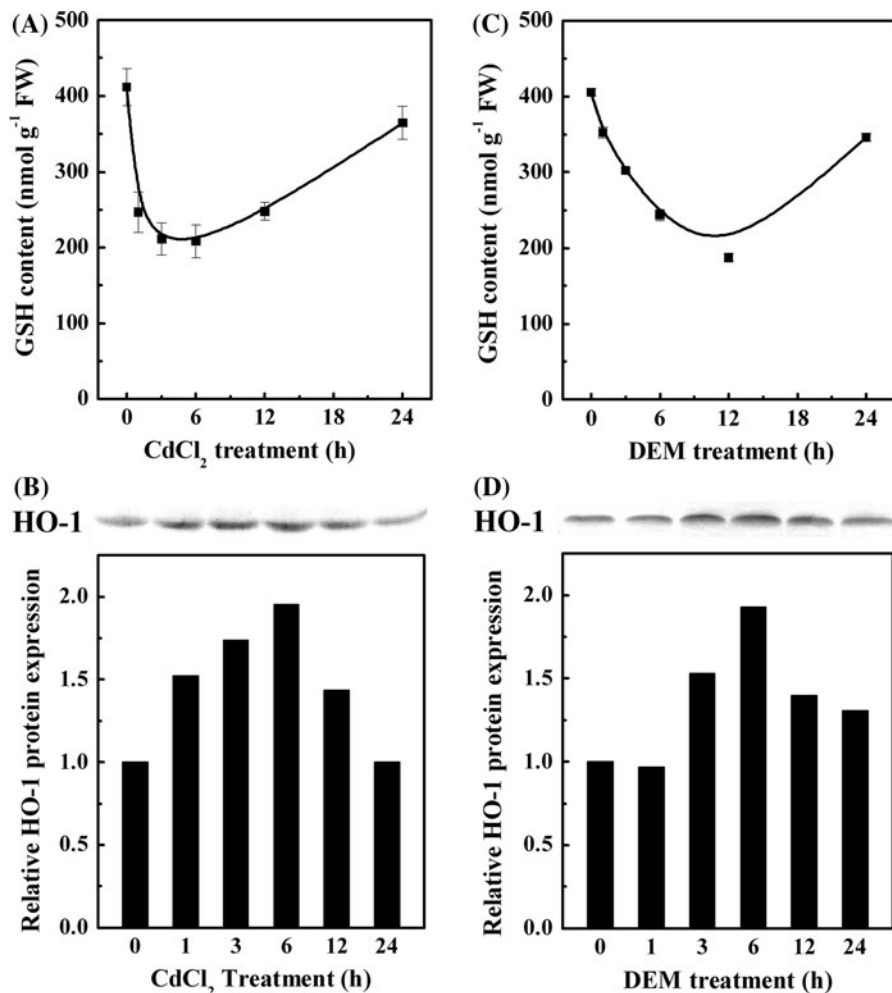 (A)
GSH content (nmol g⁻¹ FW)
500
400
300
200
100
0
0 6 12 18 24
CdCl₂ treatment (h)
(C)
GSH content (nmol g⁻¹ FW)
500
400
300
200
100
0
0 6 12 18 24
DEM treatment (h)
(B)
HO-1
Relative HO-1 protein expression
2.0
1.5
1.0
0.5
0.0
0 1 3 6 12 24
CdCl₂ Treatment (h)
(D)
HO-1
Relative HO-1 protein expression
2.0
1.5
1.0
0.5
0.0
0 1 3 6 12 24
DEM treatment (h)